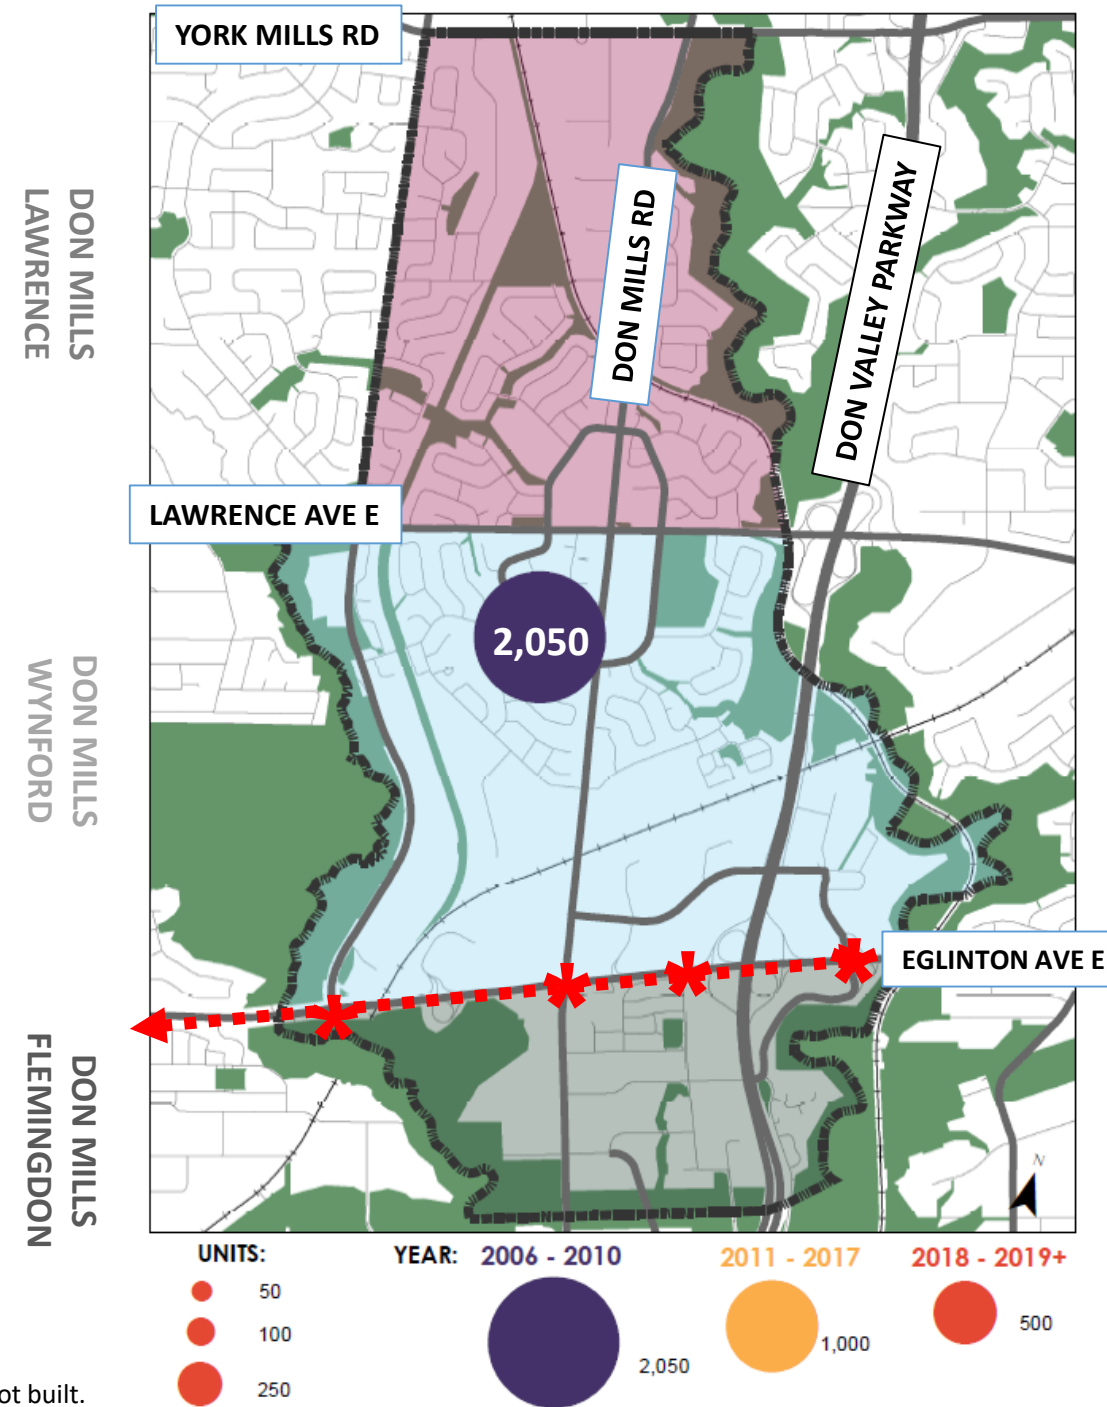 YORK MILLS RD
DON MILLS
LAWRENCE
DON MILLS RD
DON VALLEY PARKWAY
LAWRENCE AVE E
2,050
DON MILLS
WYNFORD
EGLINTON AVE E
DON MILLS
FLEMINGDON
N
UNITS:
50
100
250
YEAR:
2006 - 2010
2,050
2011 - 2017
1,000
2018 - 2019+
500
ot built.